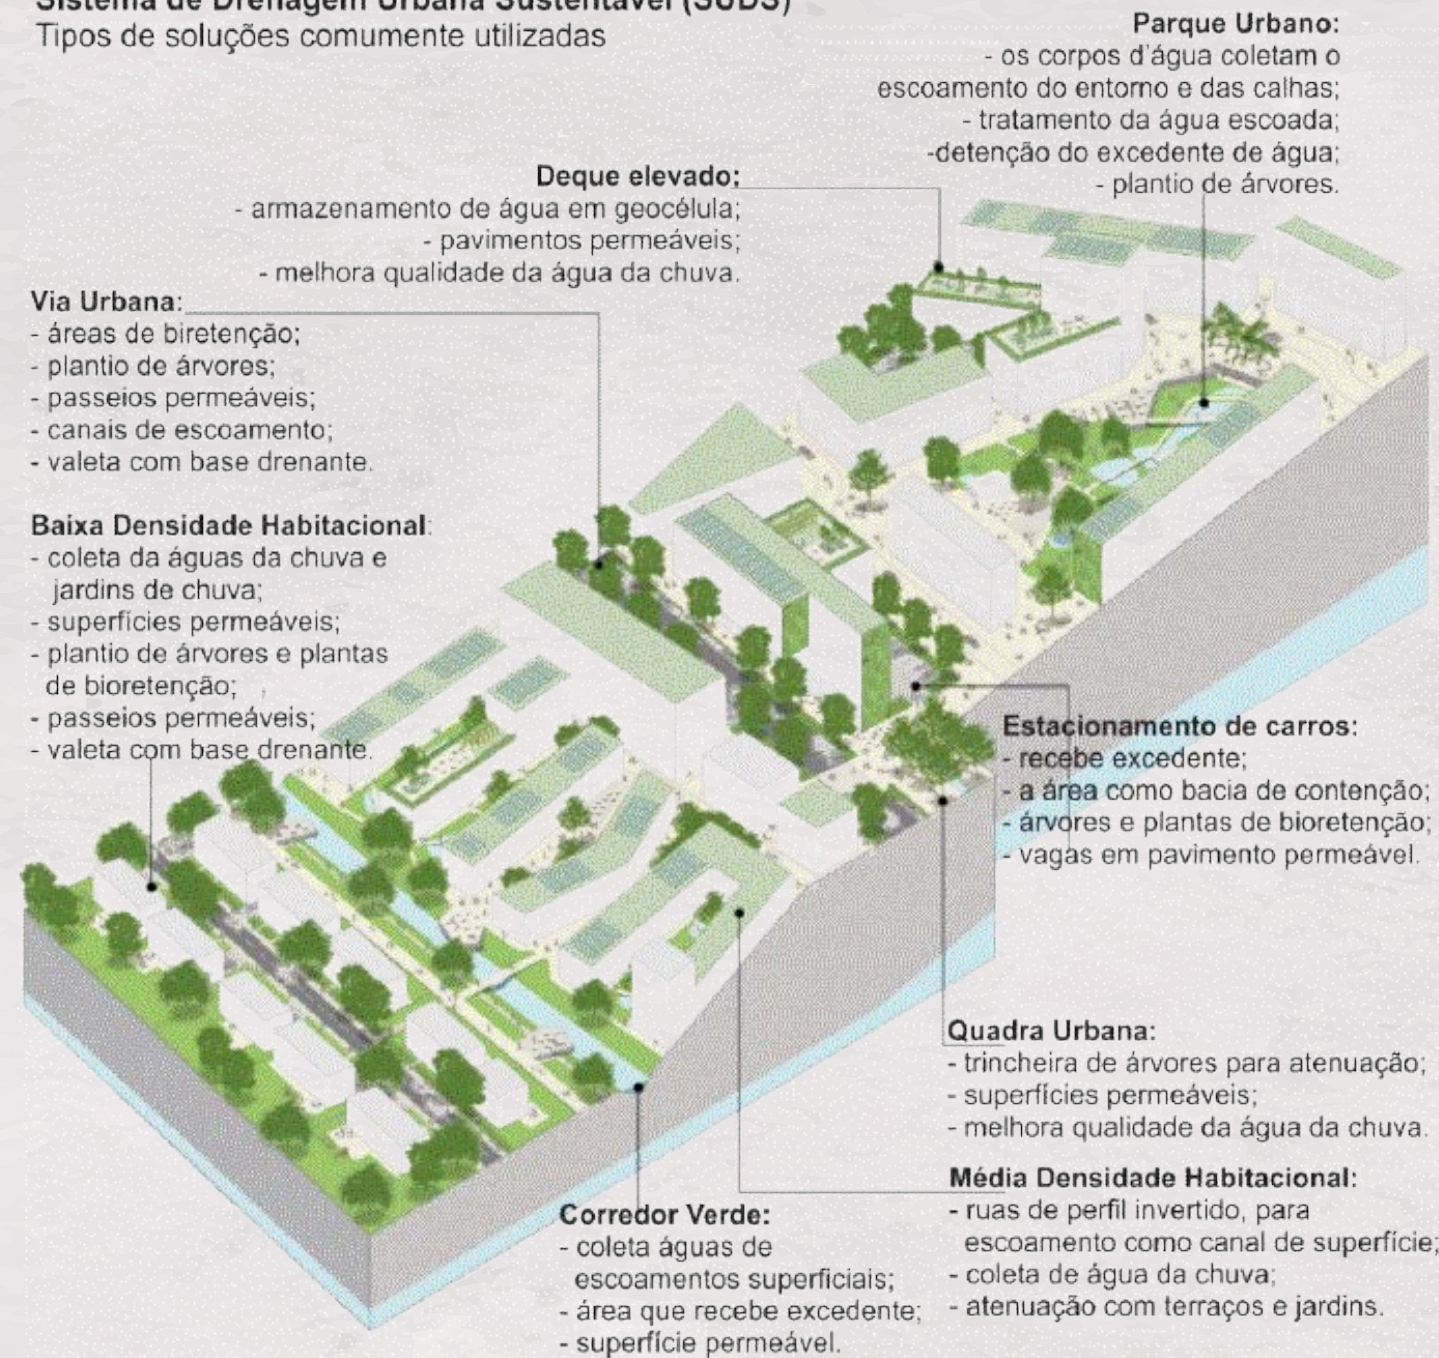 Sistema de Drenagem Urbana Sustentável (SUDS)
Tipos de soluções comumente utilizadas
Parque Urbano:
- os corpos d'água coletam o
escoamento do entorno e das calhas;
- tratamento da água escoada;
-detenção do excedente de água;
- plantio de árvores.
Deque elevado:
- armazenamento de água em geocélula;
- pavimentos permeáveis;
- melhora qualidade da água da chuva.
Via Urbana:
- áreas de biretenção;
- plantio de árvores;
- passeios permeáveis;
- canais de escoamento;
- valeta com base drenante.
Baixa Densidade Habitacional:
- coleta da águas da chuva e
jardins de chuva;
- superfícies permeáveis;
- plantio de árvores e plantas
de bioretenção;
- passeios permeáveis;
- valeta com base drenante.
Estacionamento de carros:
- recebe excedente;
- a área como bacia de contenção;
- árvores e plantas de bioretenção;
- vagas em pavimento permeável.
Quadra Urbana:
- trincheira de árvores para atenuação;
- superfícies permeáveis;
- melhora qualidade da água da chuva.
Média Densidade Habitacional:
- ruas de perfil invertido, para
escoamento como canal de superfície;
- coleta de água da chuva;
- atenuação com terraços e jardins.
Corredor Verde:
- coleta águas de
escoamentos superficiais;
- área que recebe excedente;
- superfície permeável.